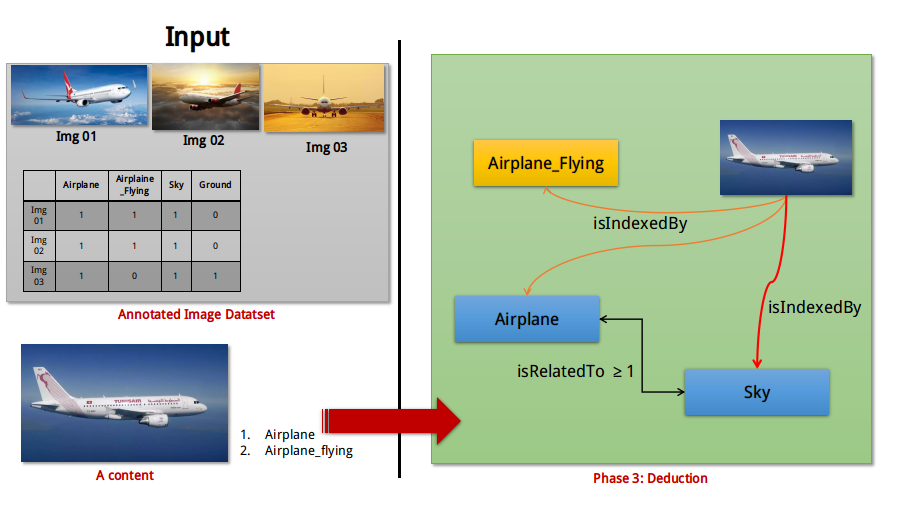 Input
Img 01
Img 02
Img 03
Airplane
Airplaine
_Flying
Sky
Ground
Img
01
1
1
1
0
Img
02
1
1
1
0
Img
03
1
0
1
1
Annotated Image Datatset
TUNISAIR
1. Airplane
2. Airplane_flying
A content
Airplane_Flying
isIndexedBy
Airplane
isIndexedBy
isRelatedTo ≥ 1
Sky
Phase 3: Deduction